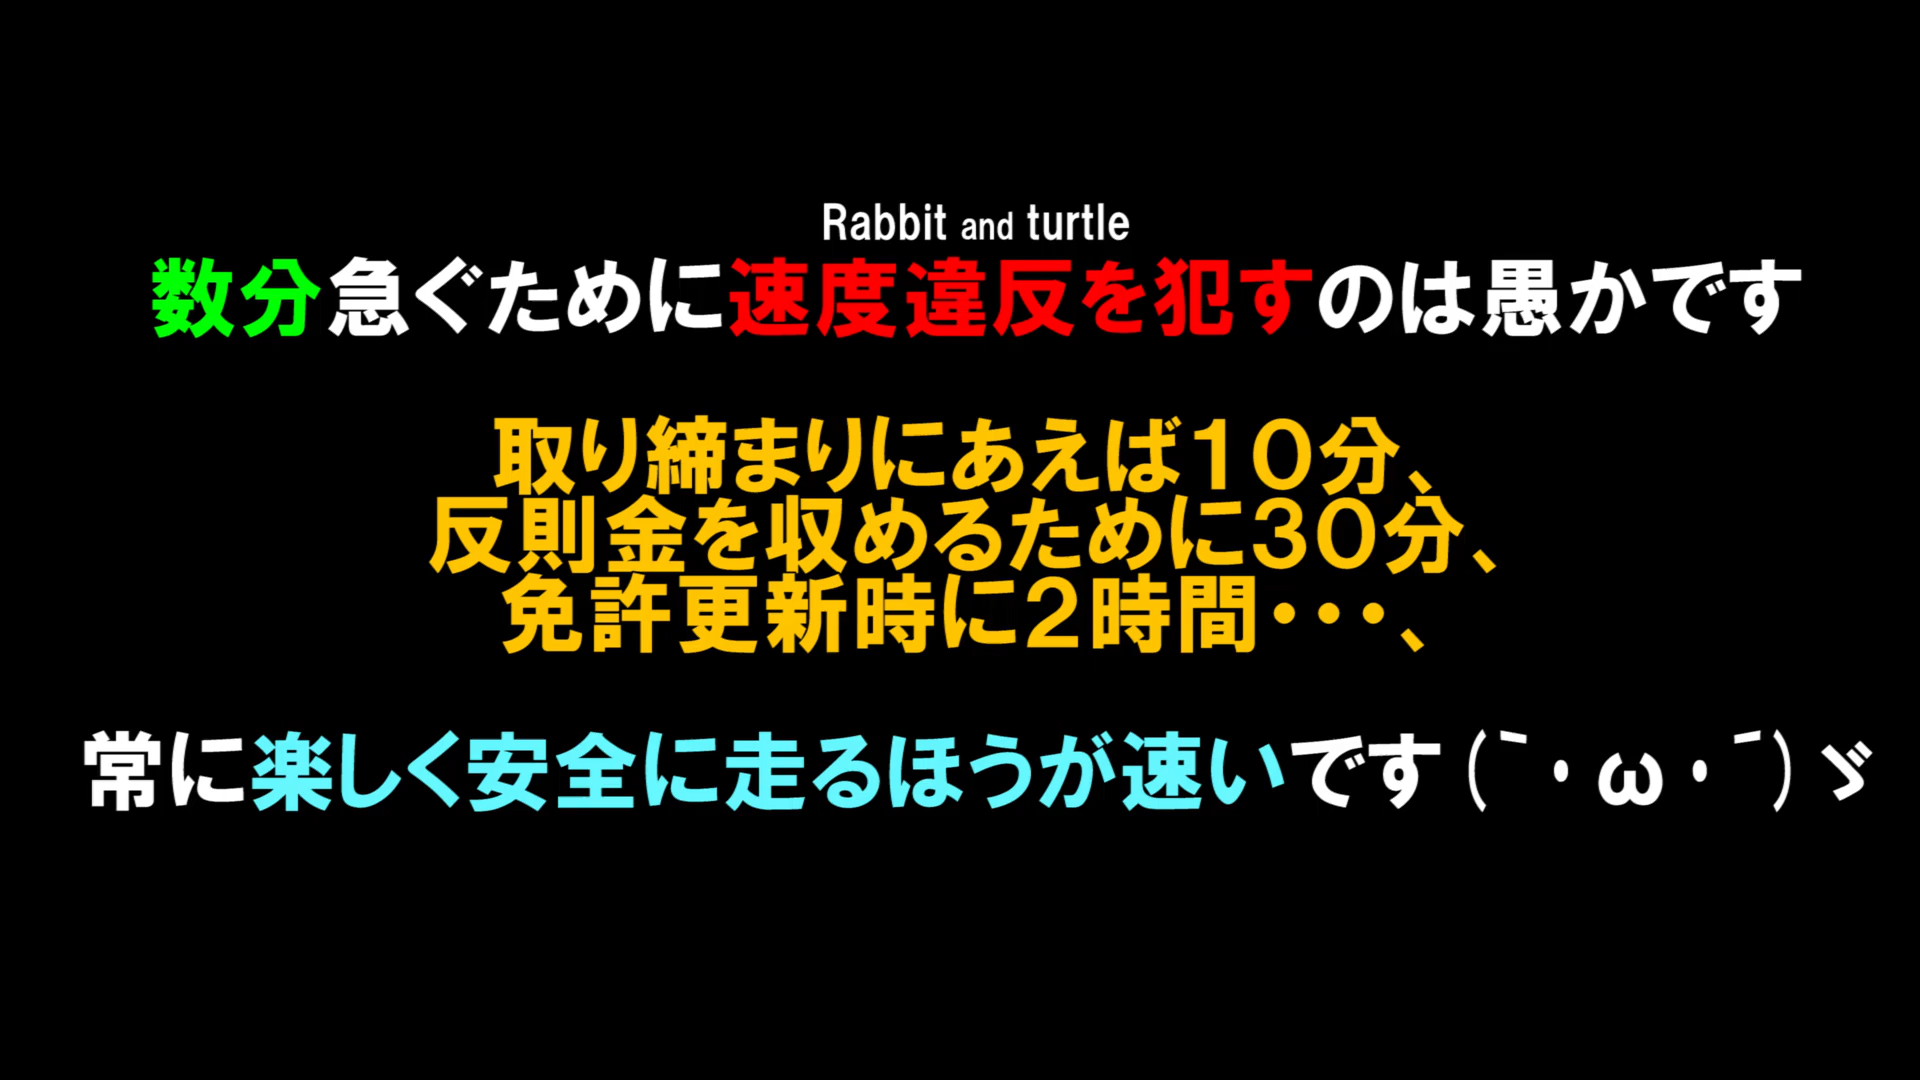 Rabbit and turtle
数分急ぐために速度違反を犯すのは愚かです
取り締まりにあえば１０分、
反則金を収めるために３０分、
免許更新時に２時間・・・、
常に楽しく安全に走るほうが速いです(｀・ω・´)ゞ